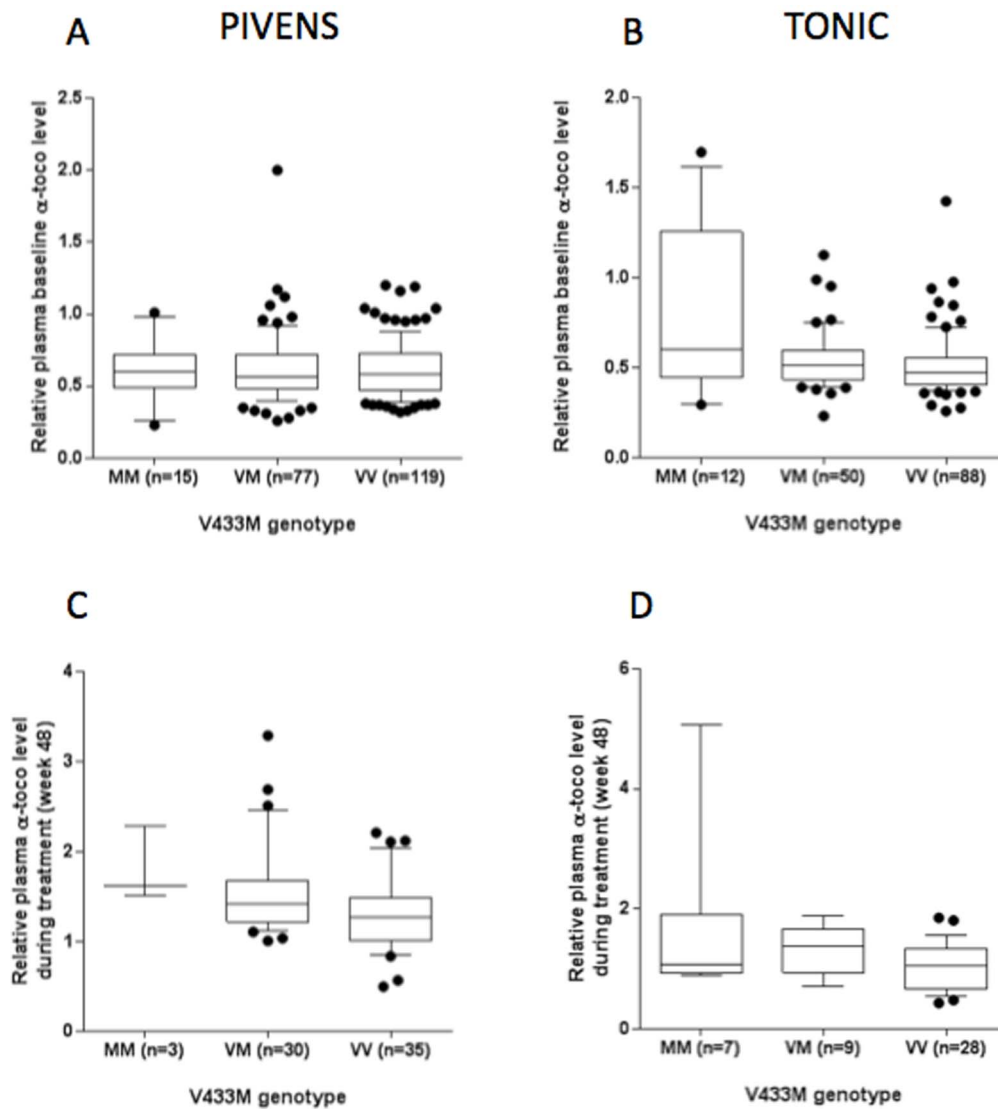 A PIVENS
B TONIC
Relative plasma baseline α-toco level
2.5
2.0
1.5
1.0
0.5
0.0
MM (n=15) VM (n=77) VV (n=119)
V433M genotype
Relative plasma baseline α-toco level
2.0
1.5
1.0
0.5
0.0
MM (n=12) VM (n=50) VV (n=88)
V433M genotype
C
D
Relative plasma α-toco level
during treatment (week 48)
4
3
2
1
0
MM (n=3) VM (n=30) VV (n=35)
V433M genotype
Relative plasma α-toco level
during treatment (week 48)
6
4
2
0
MM (n=7) VM (n=9) VV (n=28)
V433M genotype